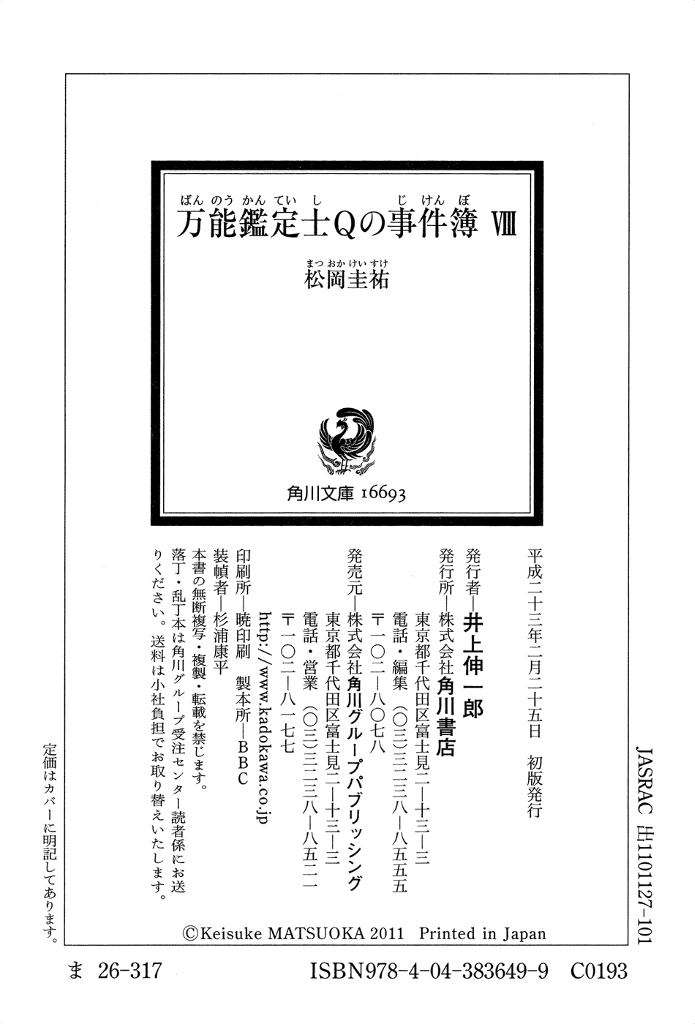 ばんのうかんていし じけんぼ
万能鑑定士Qの事件簿 Ⅷ
まつおかけいすけ
松岡圭祐
角川文庫 16693
平成二十三年二月二十五日 初版発行
発行者―井上伸一郎
発行所―株式会社角川書店
東京都千代田区富士見二―十三―三
電話・編集 (〇三)三二三八―八五五五
〒一〇二―八〇七八
発売元―株式会社角川グループパブリッシング
東京都千代田区富士見二―十三―三
電話・営業 (〇三)三二三八―八五二一
〒一〇二―八一七七
http://www.kadokawa.co.jp
印刷所―暁印刷 製本所―BBC
装幀者―杉浦康平
本書の無断複写・複製・転載を禁じます。
落丁・乱丁本は角川グループ受注センター読者係にお送
りください。送料は小社負担でお取り替えいたします。
定価はカバーに明記してあります。
JASRAC 出1101127-101
©Keisuke MATSUOKA 2011 Printed in Japan
ま 26-317
ISBN978-4-04-383649-9 C0193